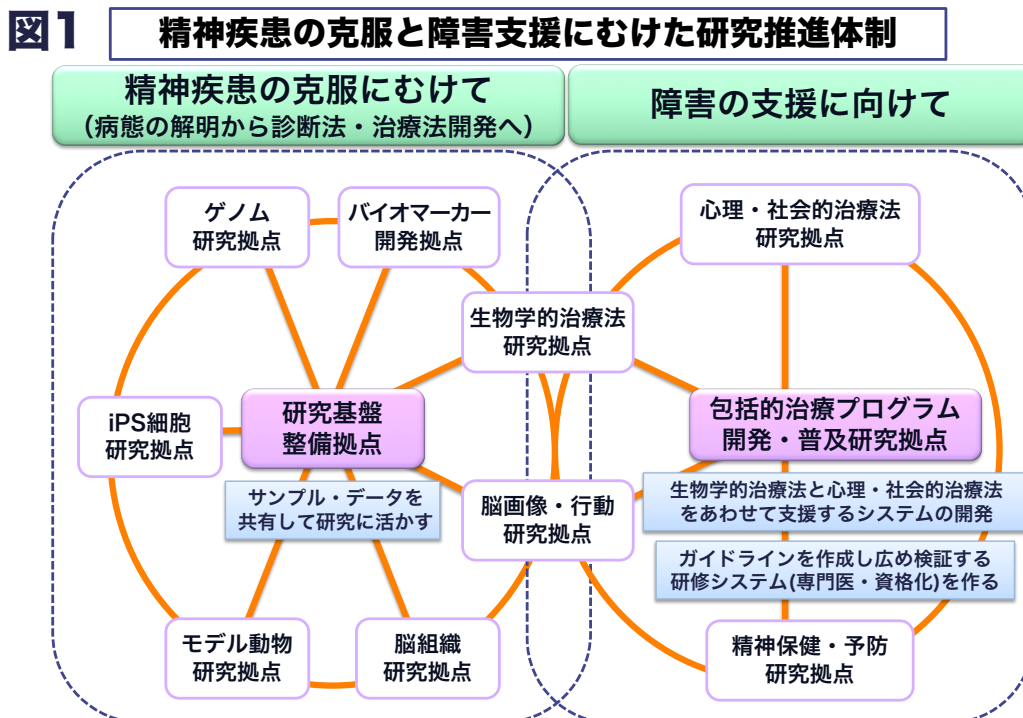 図1
精神疾患の克服と障害支援にむけた研究推進体制
精神疾患の克服にむけて
（病態の解明から診断法・治療法開発へ）
障害の支援に向けて
ゲノム
研究拠点
バイオマーカー
開発拠点
心理・社会的治療法
研究拠点
生物学的治療法
研究拠点
iPS細胞
研究拠点
研究基盤
整備拠点
包括的治療プログラム
開発・普及研究拠点
サンプル・データを
共有して研究に活かす
脳画像・行動
研究拠点
生物学的治療法と心理・社会的治療法
をあわせて支援するシステムの開発
ガイドラインを作成し広め検証する
研修システム(専門医・資格化)を作る
モデル動物
研究拠点
脳組織
研究拠点
精神保健・予防
研究拠点